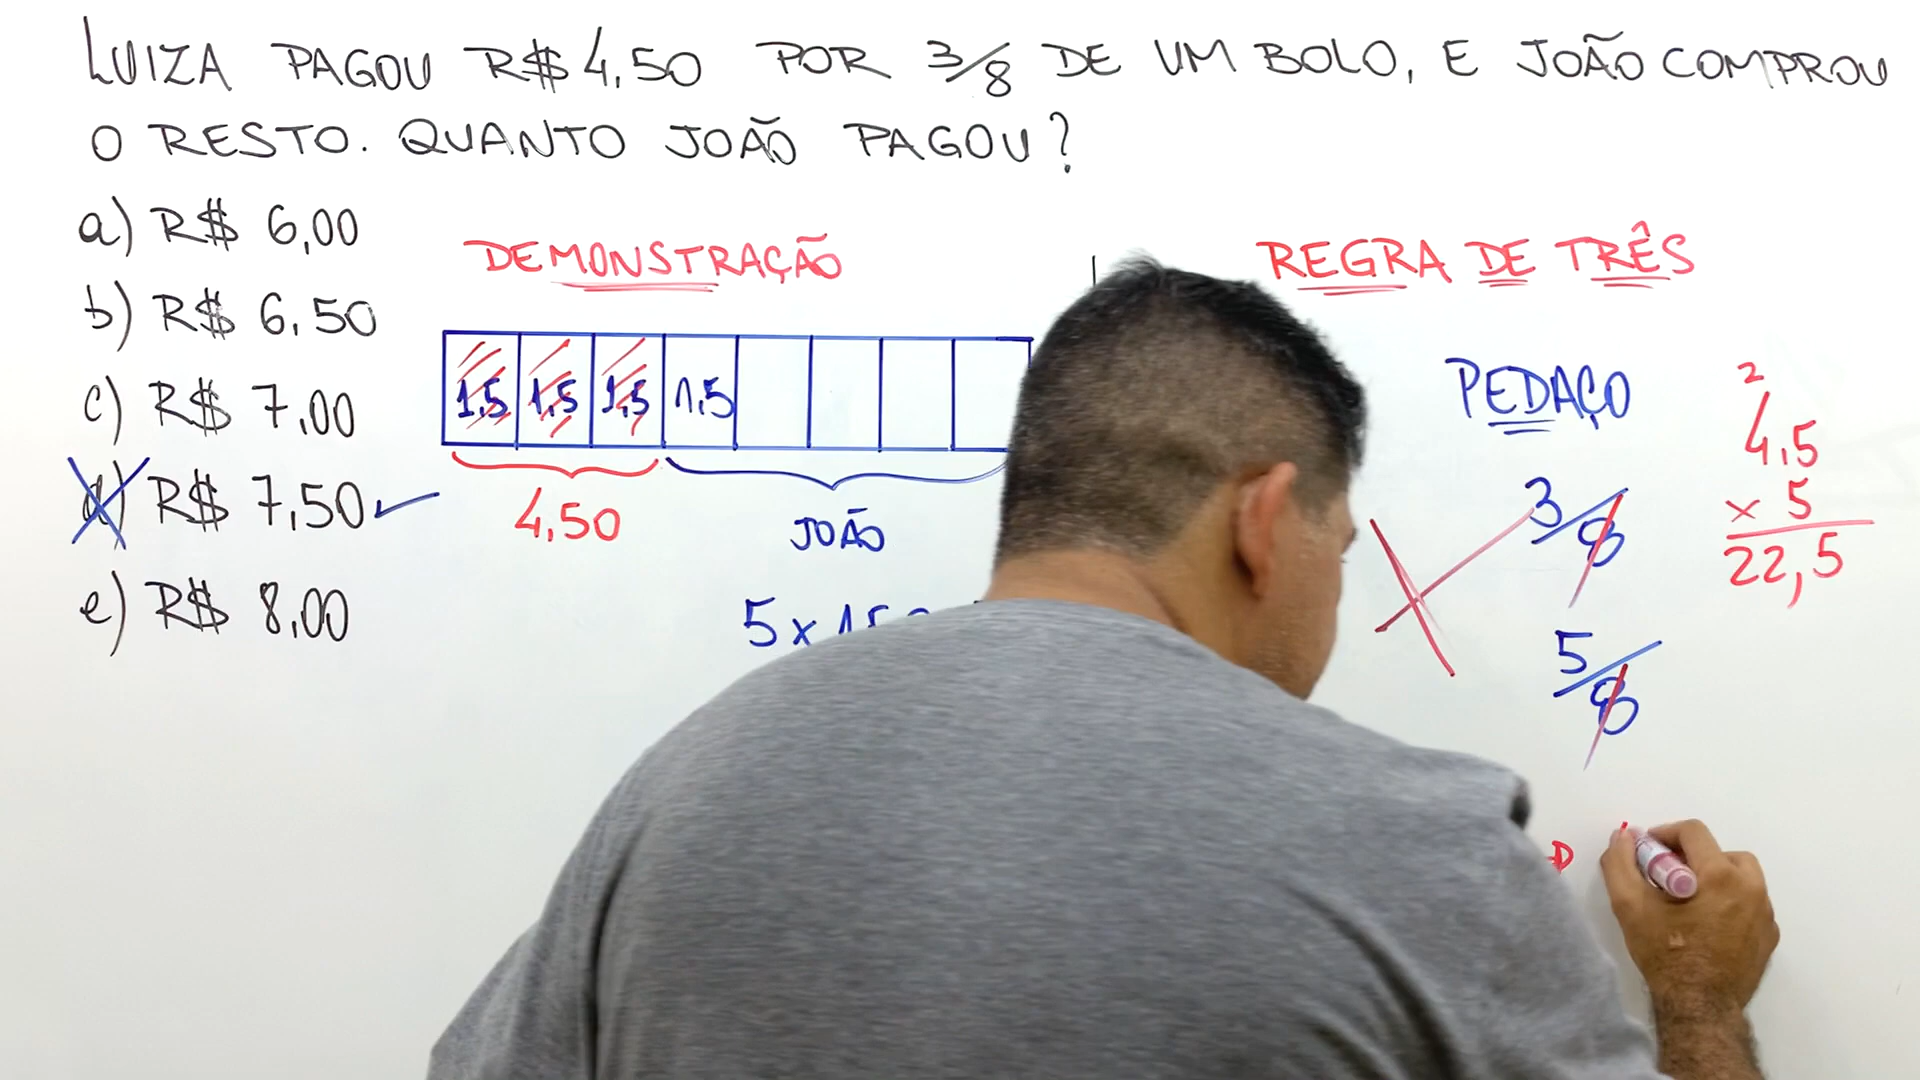 LUIZA PAGOU R$ 4,50 POR 3/8 DE UM BOLO, E JOÃO COMPROU
O RESTO. QUANTO JOÃO PAGOU?
a) R$ 6,00
b) R$ 6,50
c) R$ 7,00
d) R$ 7,50
e) R$ 8,00
DEMONSTRAÇÃO
1,5 1,5 1,5 1,5
4,50
JOÃO
5 x
REGRA DE TRÊS
PEDAÇO
3/8
5/8
2
4,5
x 5
22,5